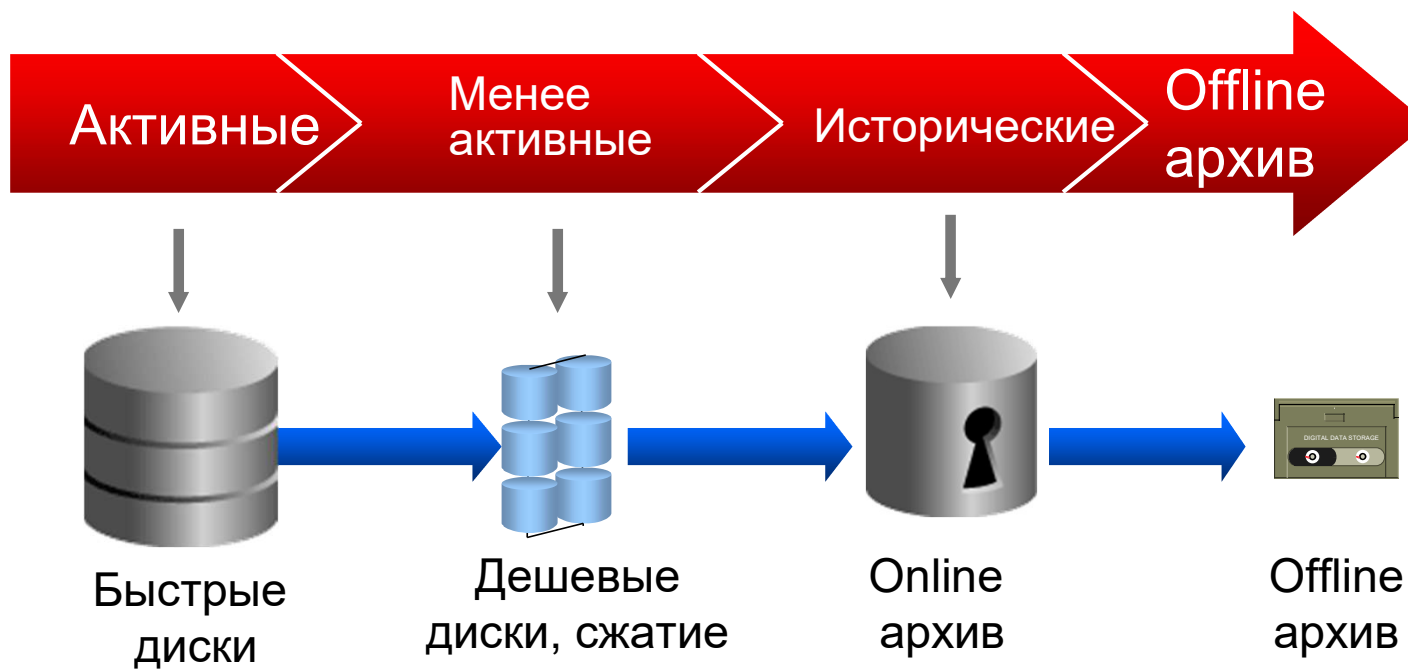 Активные
Менее
активные
Исторические
Offline
архив
DIGITAL DATA STORAGE
Быстрые
диски
Дешевые
диски, сжатие
Online
архив
Offline
архив